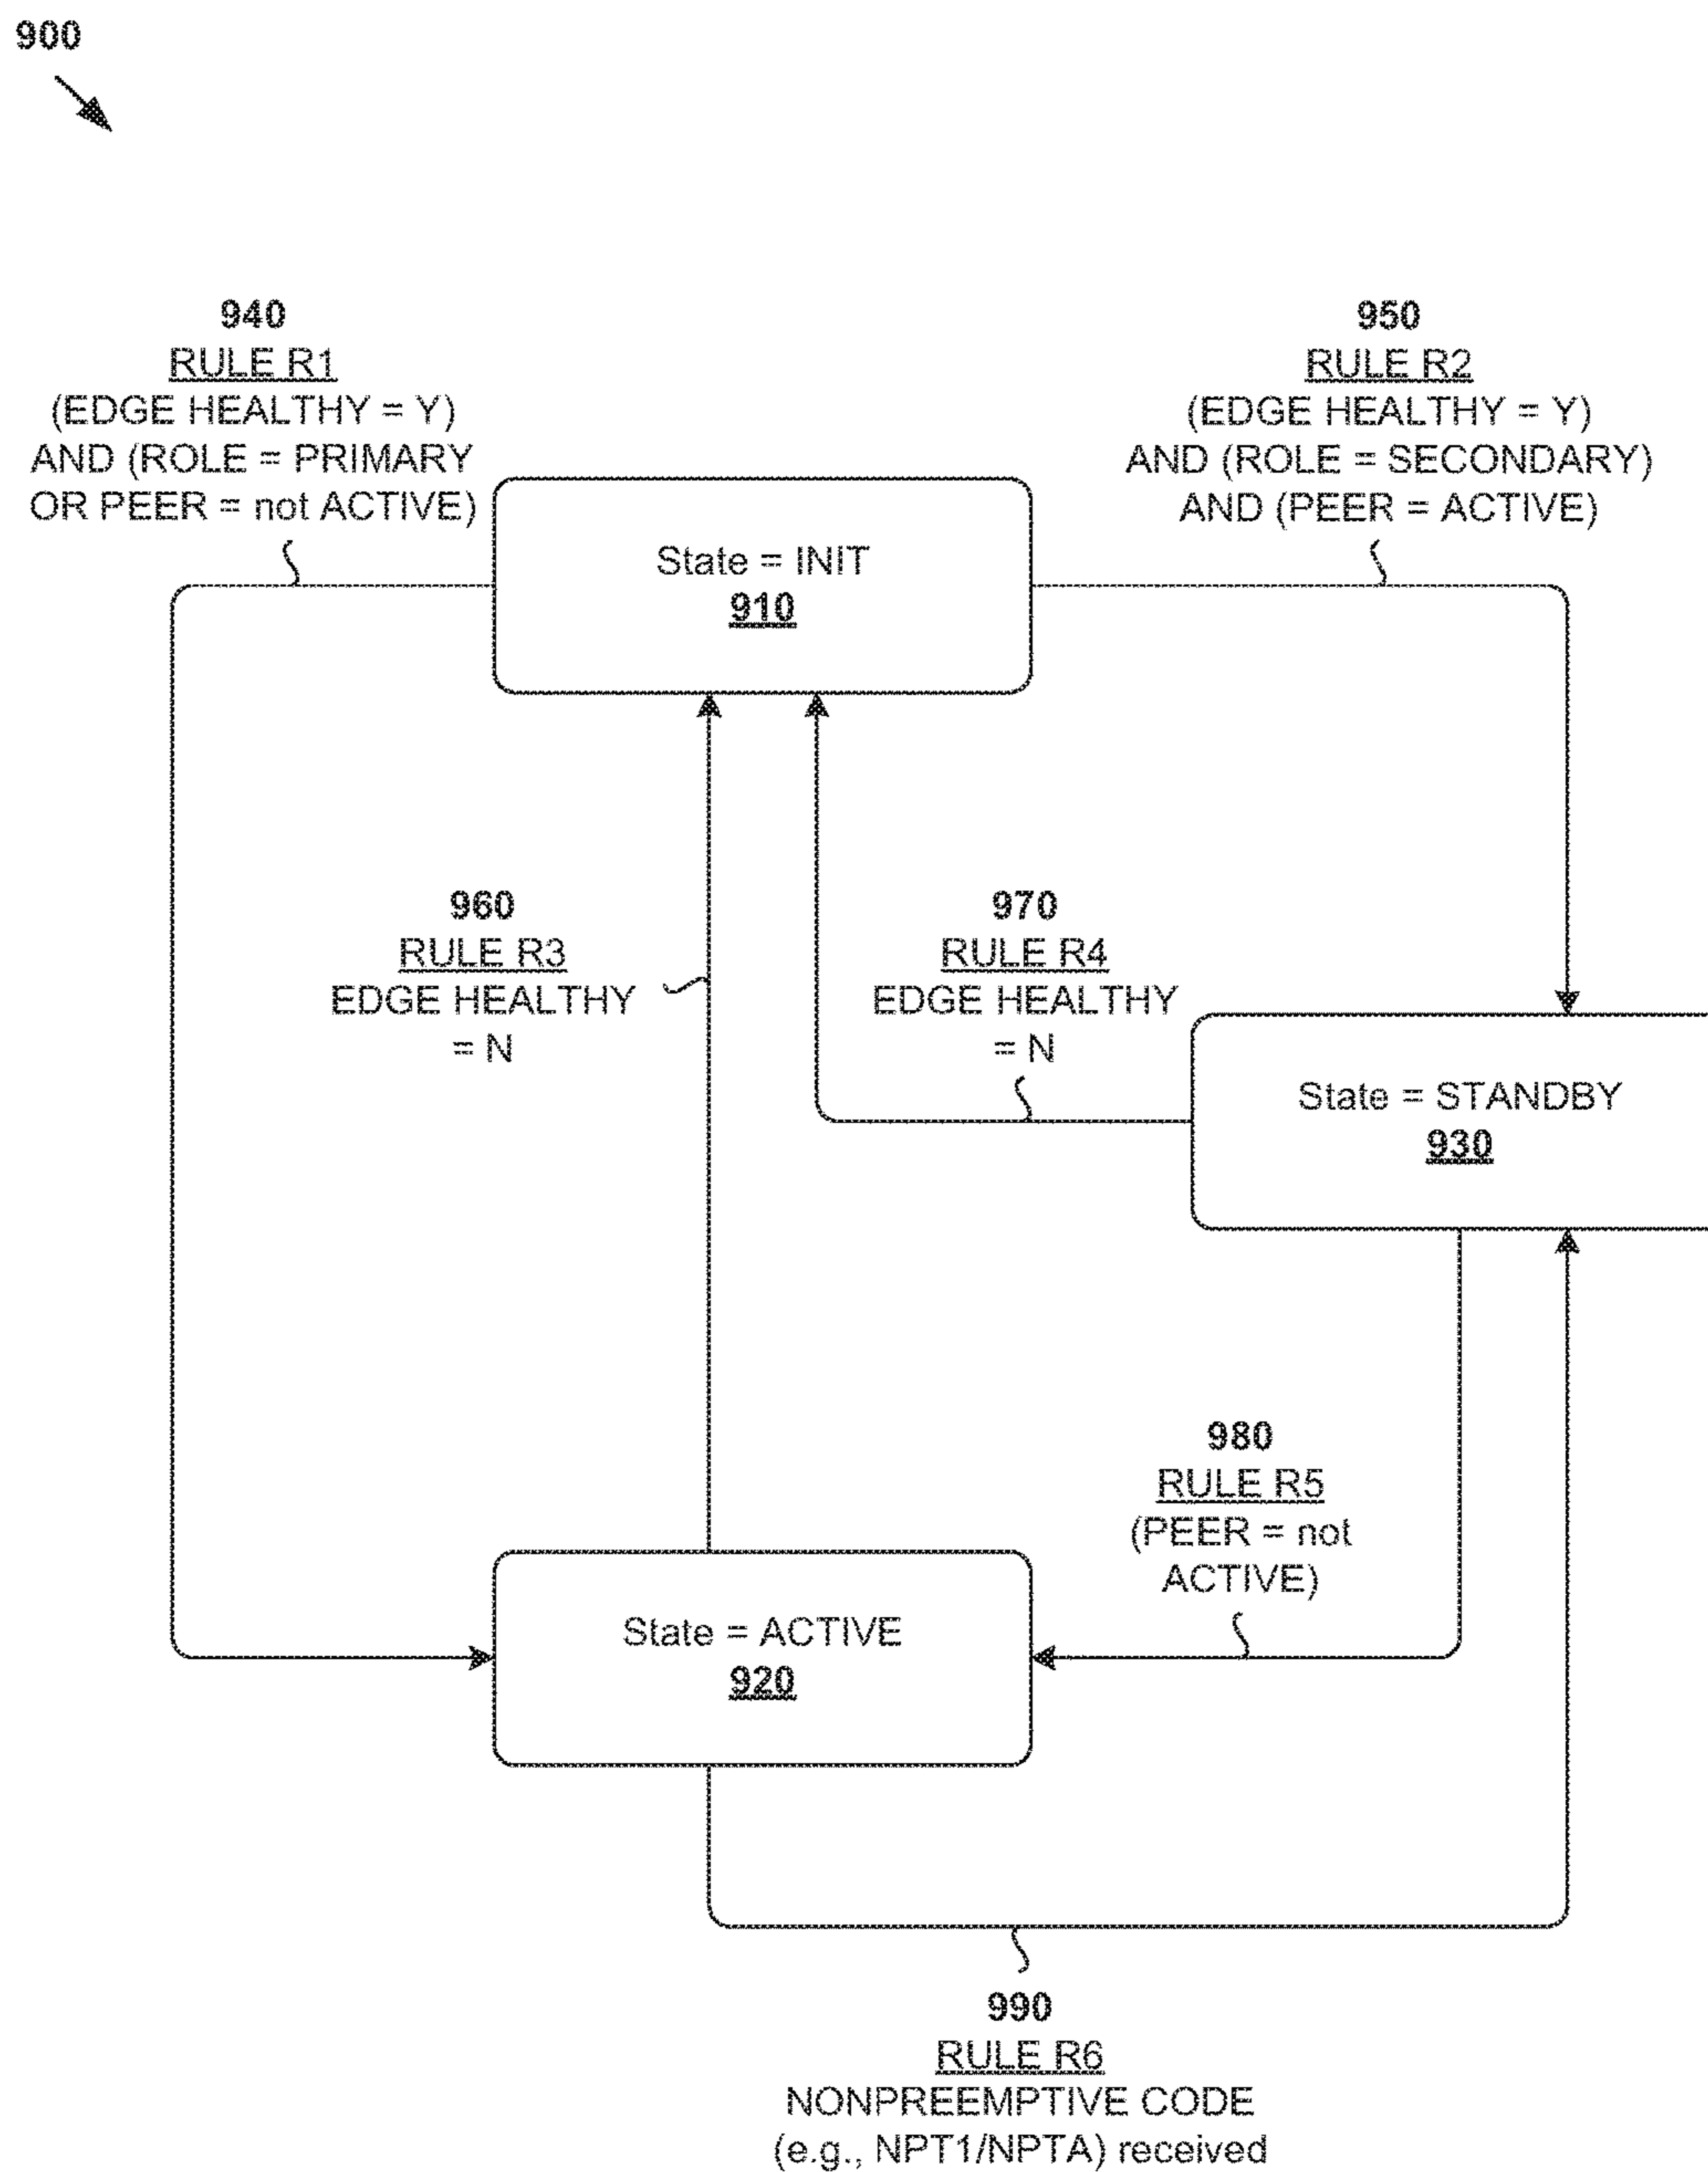 900
940
RULE R1
(EDGE HEALTHY = Y)
AND (ROLE = PRIMARY
OR PEER = not ACTIVE)
950
RULE R2
(EDGE HEALTHY = Y)
AND (ROLE = SECONDARY)
AND (PEER = ACTIVE)
State = INIT
910
960
RULE R3
EDGE HEALTHY
= N
970
RULE R4
EDGE HEALTHY
= N
State = STANDBY
930
980
RULE R5
(PEER = not
ACTIVE)
State = ACTIVE
920
990
RULE R6
NONPREEMPTIVE CODE
(e.g., NPT1/NPTA) received